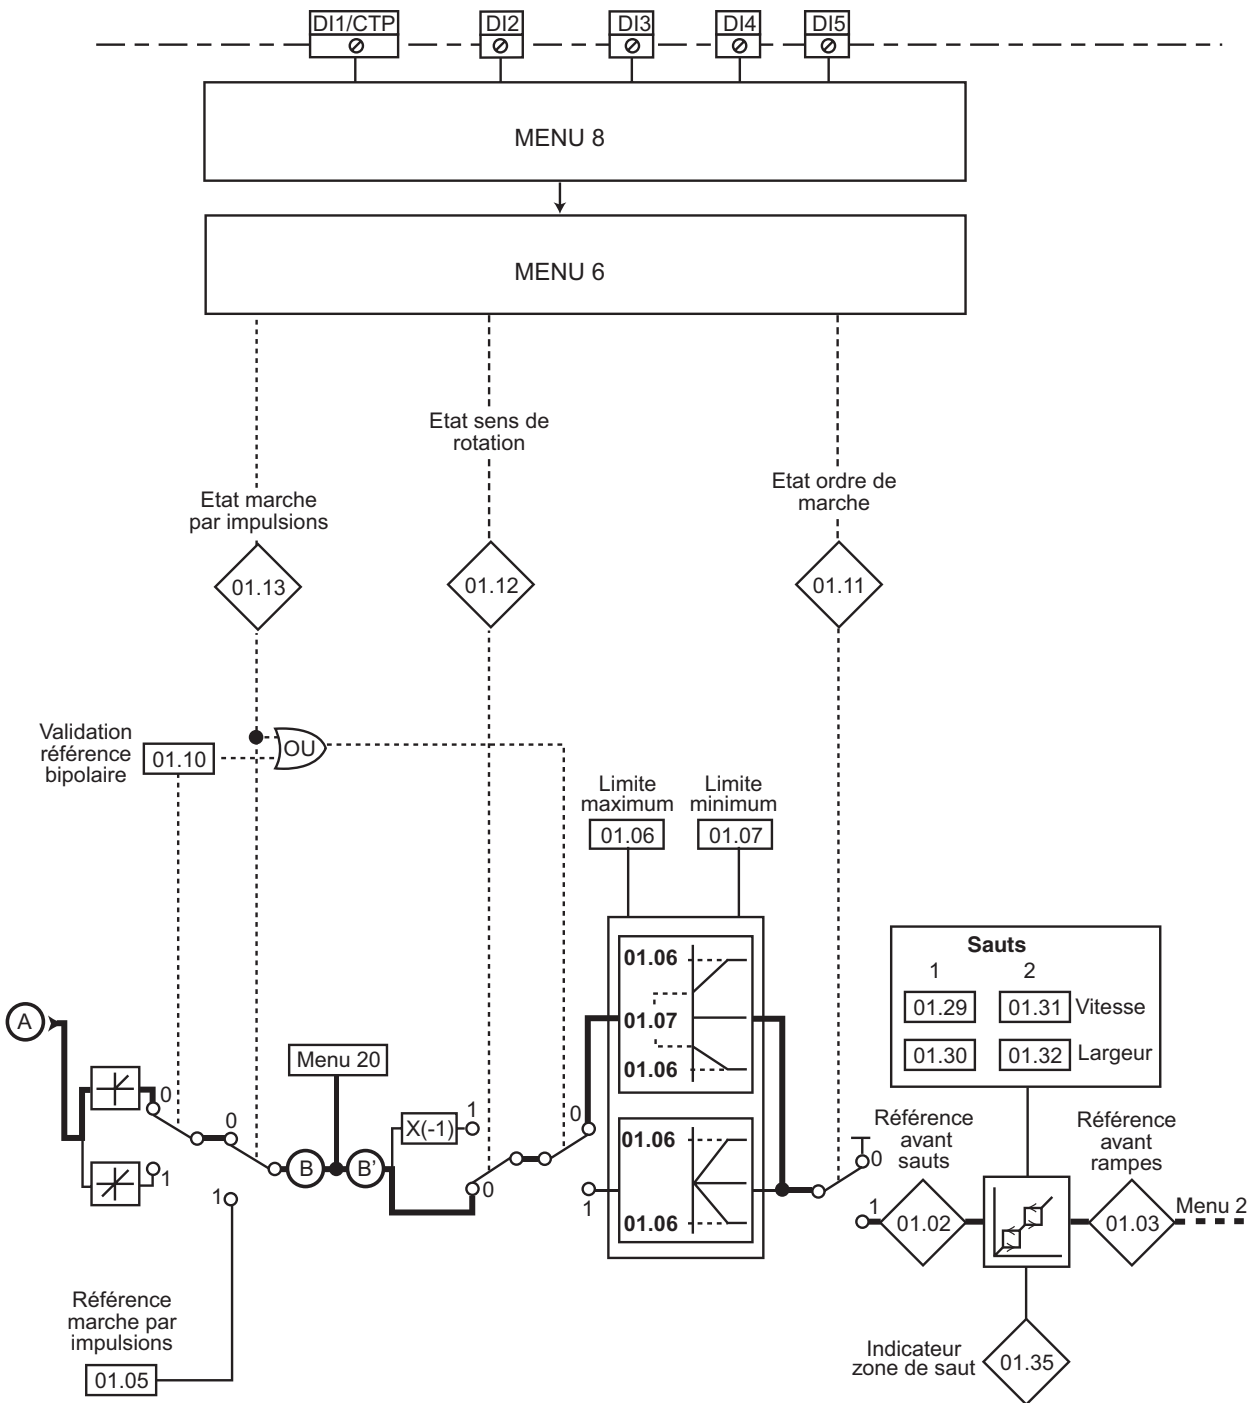 DI1/CTP DI2 DI3 DI4 DI5
MENU 8
MENU 6
Etat sens de
rotation
Etat marche
par impulsions
Etat ordre de
marche
01.13
01.12
01.11
Validation
référence
bipolaire
01.10
OU
Limite
maximum
01.06
Limite
minimum
01.07
01.06
01.07
01.06
01.06
01.06
Sauts
1 2
01.29 01.31 Vitesse
01.30 01.32 Largeur
A
0
1
0
1
Menu 20
B
B'
X(-1)
1
0
0
1
0
1
Référence
avant
sauts
01.02
Référence
avant
rampes
01.03
Menu 2
Référence
marche par
impulsions
01.05
Indicateur
zone de saut
01.35